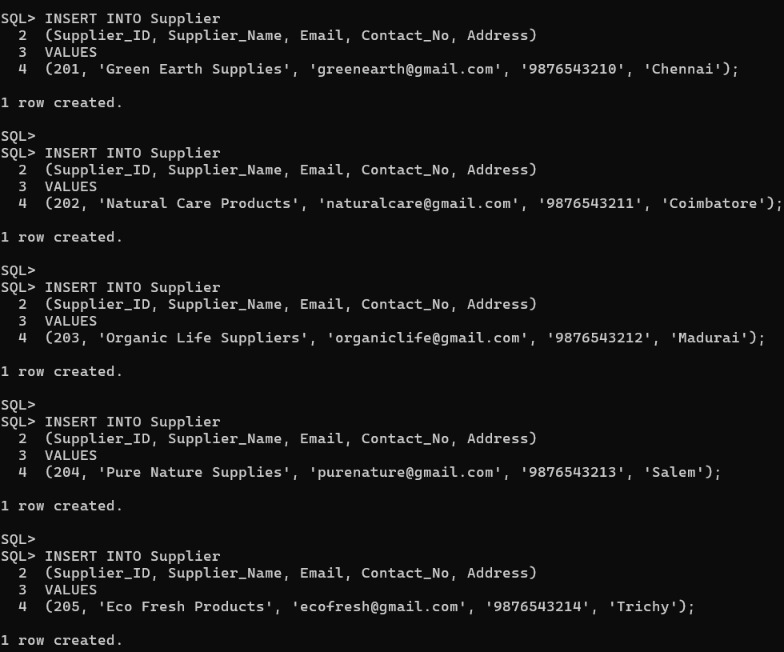 SQL> INSERT INTO Supplier
  2  (Supplier_ID, Supplier_Name, Email, Contact_No, Address)
  3  VALUES
  4  (201, 'Green Earth Supplies', 'greenearth@gmail.com', '9876543210', 'Chennai');
1 row created.
SQL>
SQL> INSERT INTO Supplier
  2  (Supplier_ID, Supplier_Name, Email, Contact_No, Address)
  3  VALUES
  4  (202, 'Natural Care Products', 'naturalcare@gmail.com', '9876543211', 'Coimbatore');
1 row created.
SQL>
SQL> INSERT INTO Supplier
  2  (Supplier_ID, Supplier_Name, Email, Contact_No, Address)
  3  VALUES
  4  (203, 'Organic Life Suppliers', 'organiclife@gmail.com', '9876543212', 'Madurai');
1 row created.
SQL>
SQL> INSERT INTO Supplier
  2  (Supplier_ID, Supplier_Name, Email, Contact_No, Address)
  3  VALUES
  4  (204, 'Pure Nature Supplies', 'purenature@gmail.com', '9876543213', 'Salem');
1 row created.
SQL>
SQL> INSERT INTO Supplier
  2  (Supplier_ID, Supplier_Name, Email, Contact_No, Address)
  3  VALUES
  4  (205, 'Eco Fresh Products', 'ecofresh@gmail.com', '9876543214', 'Trichy');
1 row created.